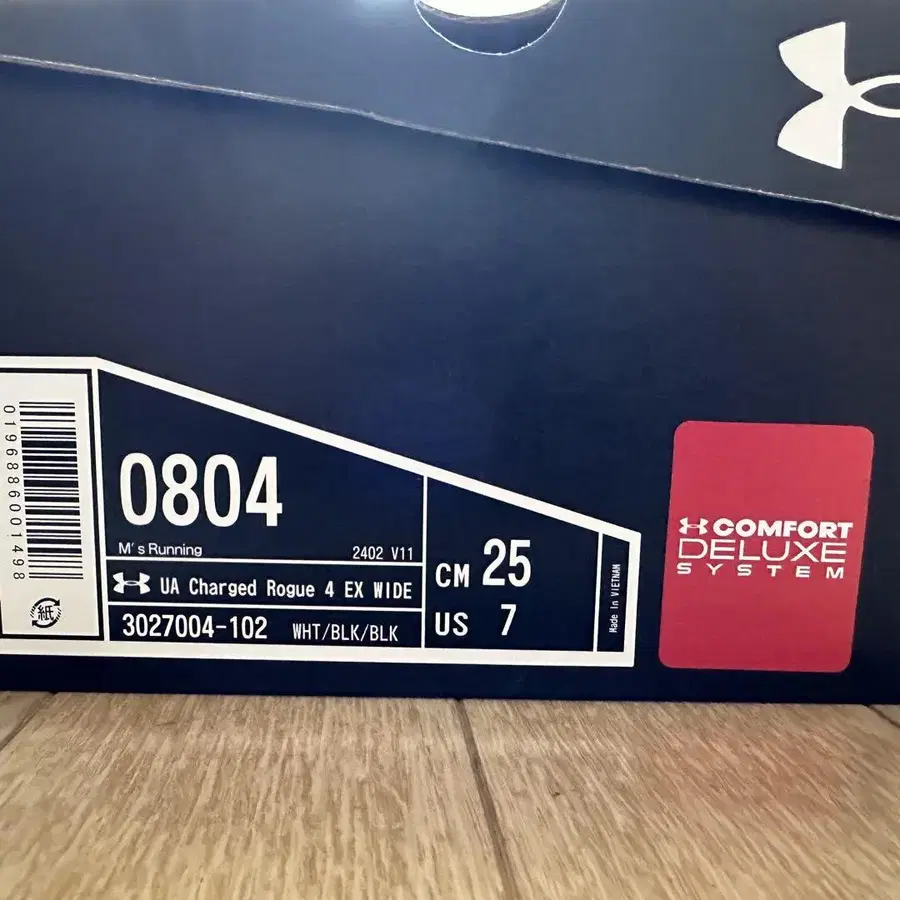 0196886001498
紙
0804
M's Running 2402 V11
UA Charged Rogue 4 EX WIDE
3027004-102 WHT/BLK/BLK
CM 25
US 7
Made in VIETNAM
COMFORT
DELUXE
SYSTEM